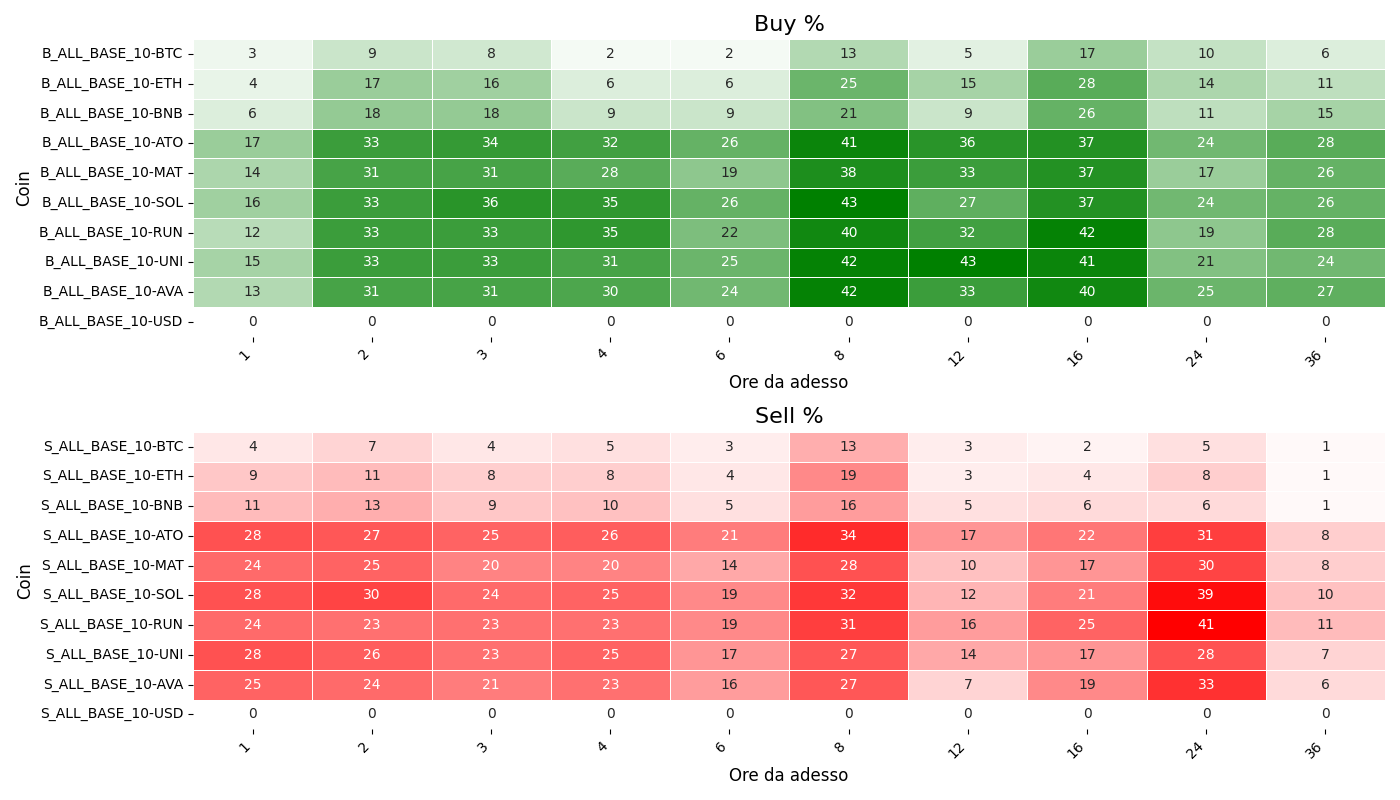 Buy %
Coin
B_ALL_BASE_10-BTC 3 9 8 2 2 13 5 17 10 6
B_ALL_BASE_10-ETH 4 17 16 6 6 25 15 28 14 11
B_ALL_BASE_10-BNB 6 18 18 9 9 21 9 26 11 15
B_ALL_BASE_10-ATO 17 33 34 32 26 41 36 37 24 28
B_ALL_BASE_10-MAT 14 31 31 28 19 38 33 37 17 26
B_ALL_BASE_10-SOL 16 33 36 35 26 43 27 37 24 26
B_ALL_BASE_10-RUN 12 33 33 35 22 40 32 42 19 28
B_ALL_BASE_10-UNI 15 33 33 31 25 42 43 41 21 24
B_ALL_BASE_10-AVA 13 31 31 30 24 42 33 40 25 27
B_ALL_BASE_10-USD 0 0 0 0 0 0 0 0 0 0
1 2 3 4 6 8 12 16 24 36
Ore da adesso
Sell %
Coin
S_ALL_BASE_10-BTC 4 7 4 5 3 13 3 2 5 1
S_ALL_BASE_10-ETH 9 11 8 8 4 19 3 4 8 1
S_ALL_BASE_10-BNB 11 13 9 10 5 16 5 6 6 1
S_ALL_BASE_10-ATO 28 27 25 26 21 34 17 22 31 8
S_ALL_BASE_10-MAT 24 25 20 20 14 28 10 17 30 8
S_ALL_BASE_10-SOL 28 30 24 25 19 32 12 21 39 10
S_ALL_BASE_10-RUN 24 23 23 23 19 31 16 25 41 11
S_ALL_BASE_10-UNI 28 26 23 25 17 27 14 17 28 7
S_ALL_BASE_10-AVA 25 24 21 23 16 27 7 19 33 6
S_ALL_BASE_10-USD 0 0 0 0 0 0 0 0 0 0
1 2 3 4 6 8 12 16 24 36
Ore da adesso